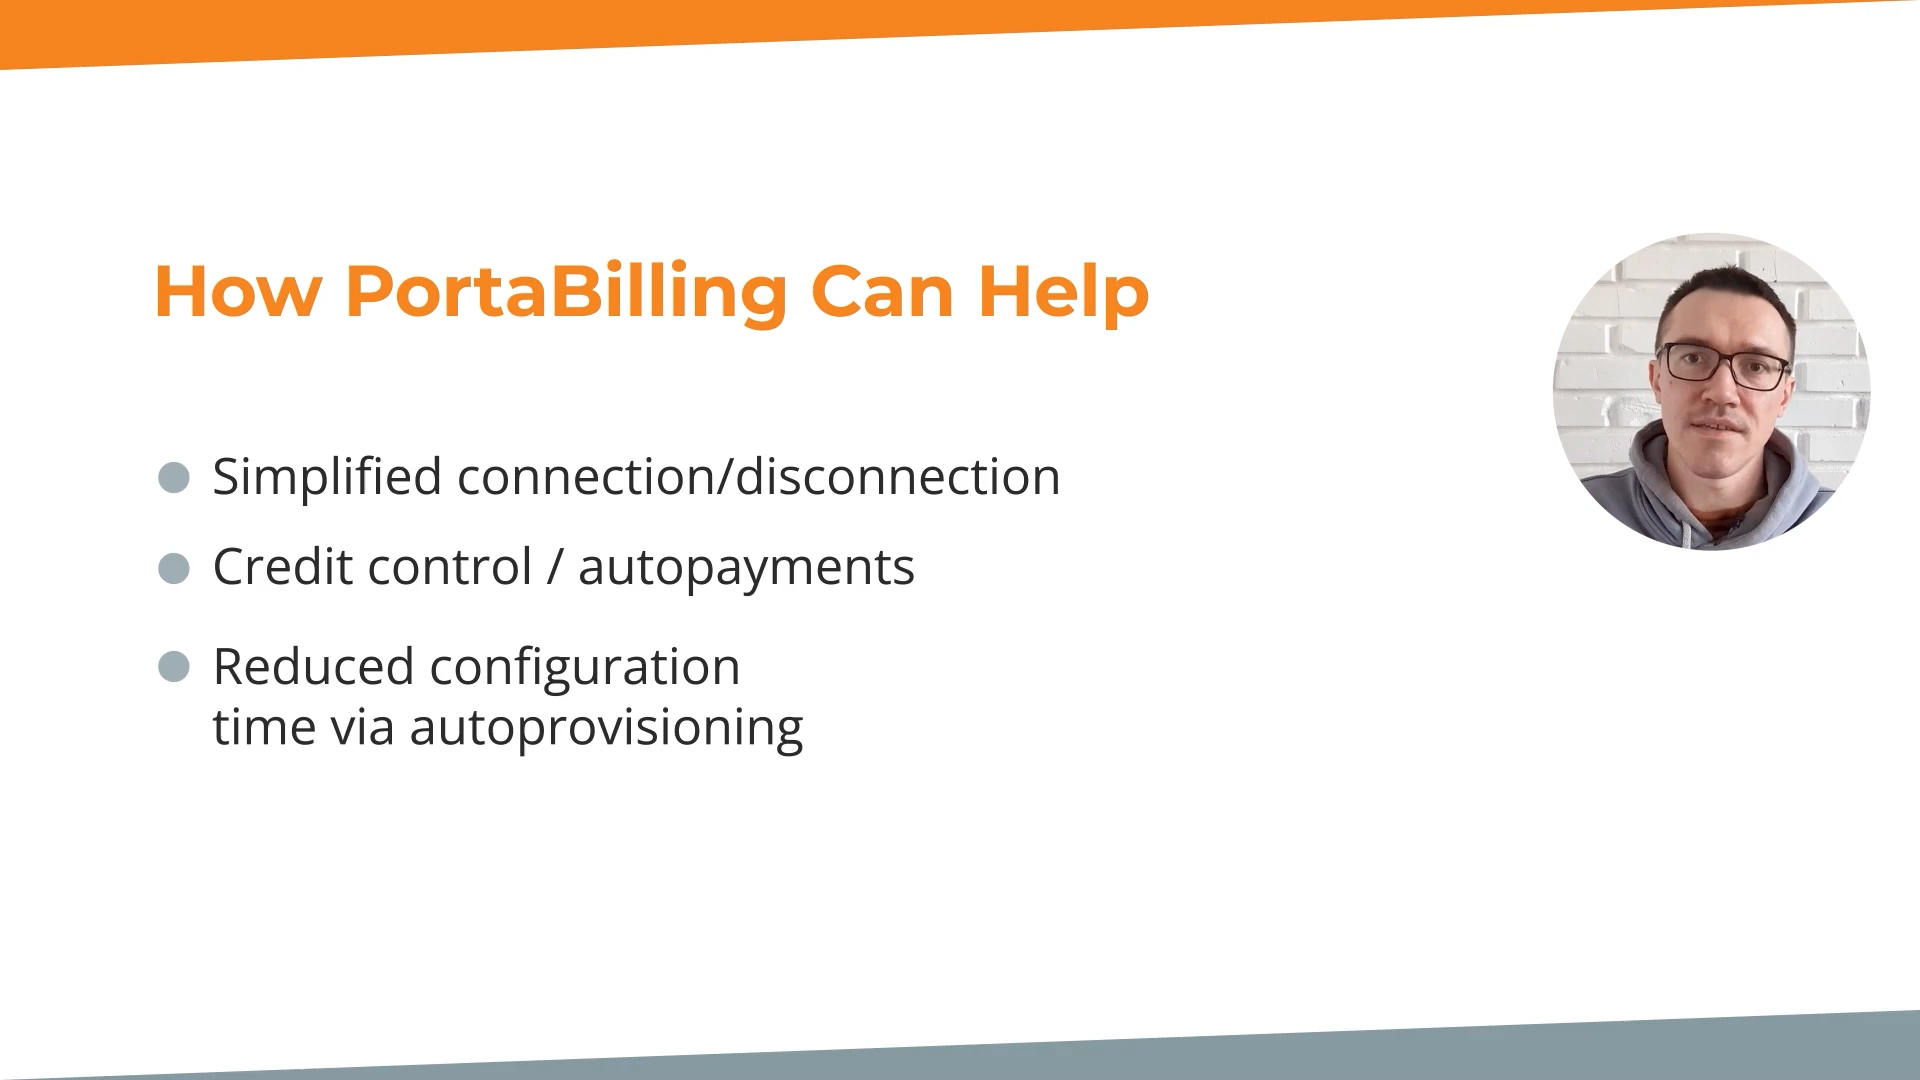 How PortaBilling Can Help
Simplified connection/disconnection
Credit control / autopayments
Reduced configuration
time via autoprovisioning